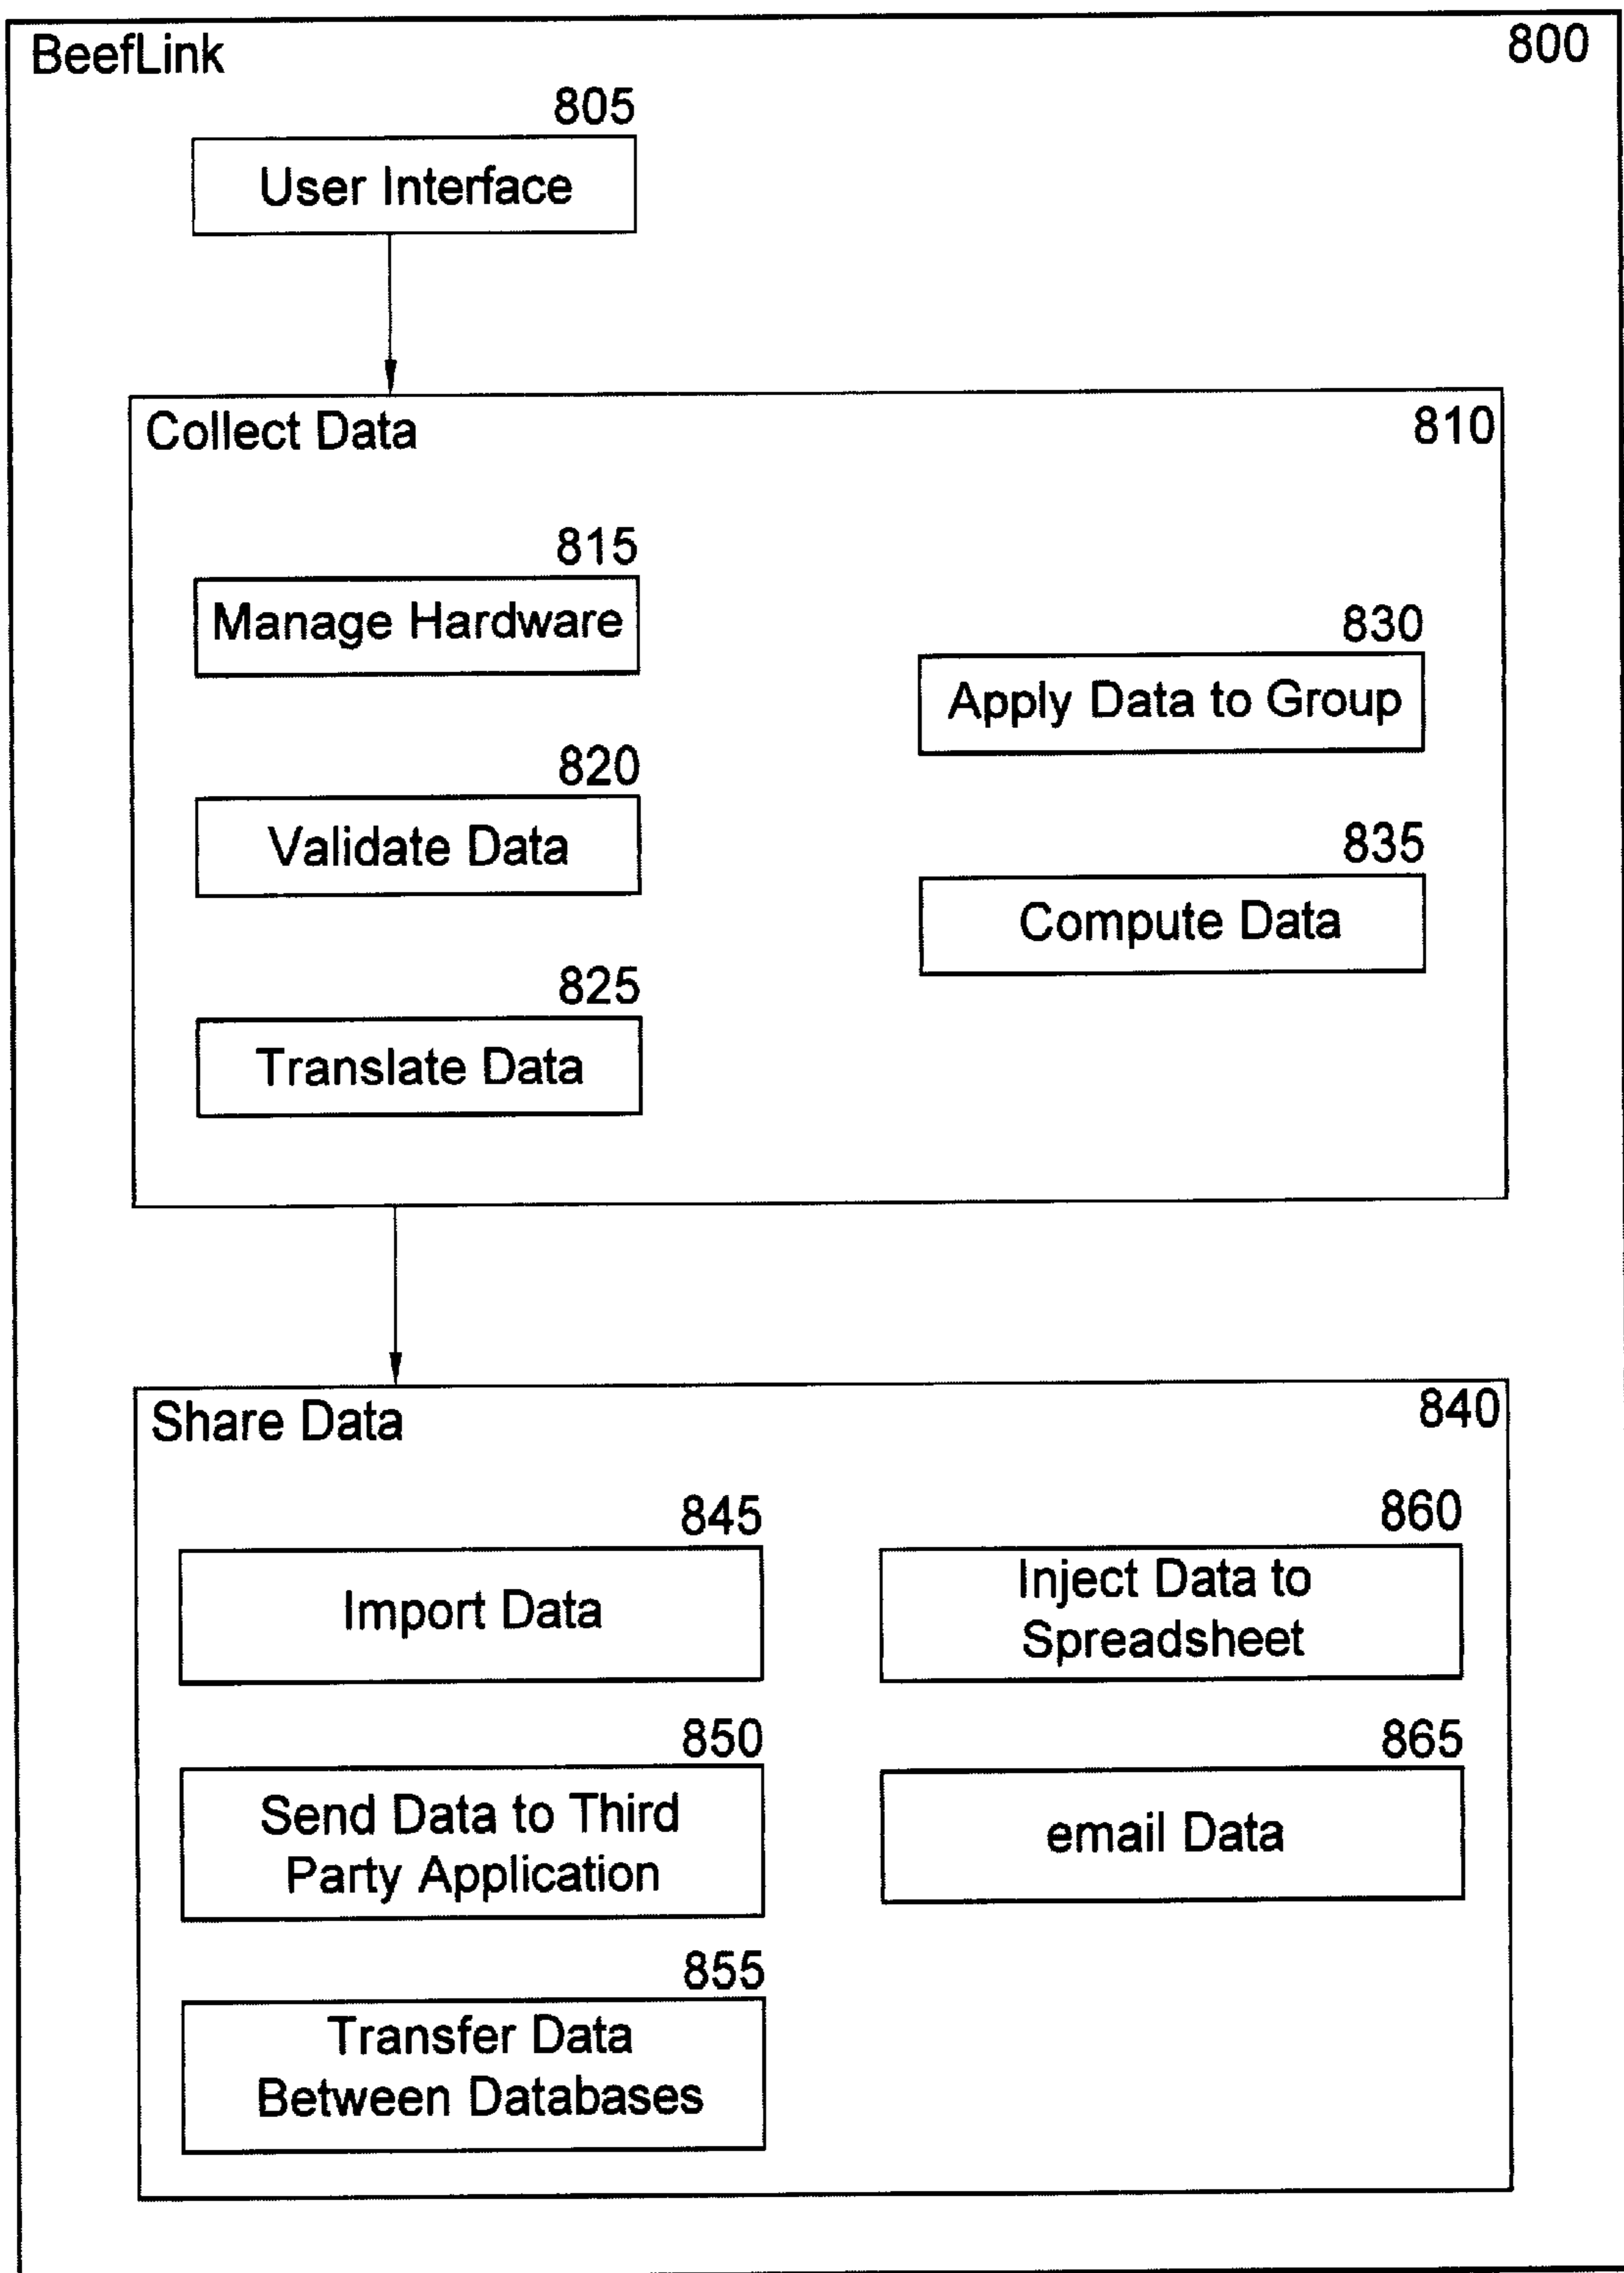 BeefLink
800
805
User Interface
Collect Data
810
815
Manage Hardware
820
Validate Data
825
Translate Data
830
Apply Data to Group
835
Compute Data
Share Data
840
845
Import Data
850
Send Data to Third
Party Application
855
Transfer Data
Between Databases
860
Inject Data to
Spreadsheet
865
email Data